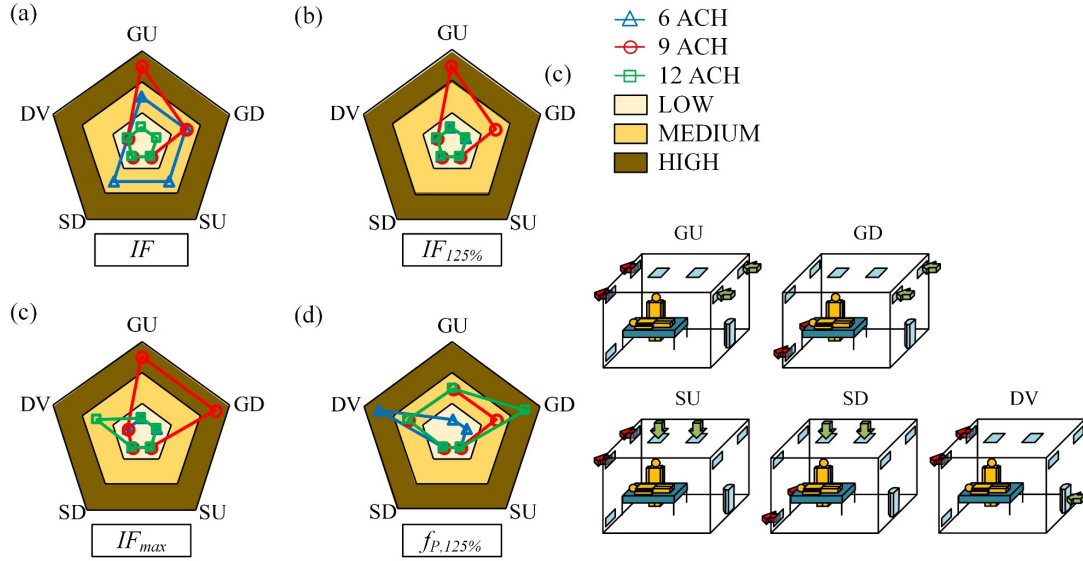 (a)
GU
DV
GD
SD
SU
IF
(b)
GU
DV
GD
SD
SU
IF125%
6 ACH
9 ACH
12 ACH
LOW
MEDIUM
HIGH
(c)
GU
DV
GD
SD
SU
IFmax
(d)
GU
DV
GD
SD
SU
fP,125%
(c)
GU
GD
SU
SD
DV